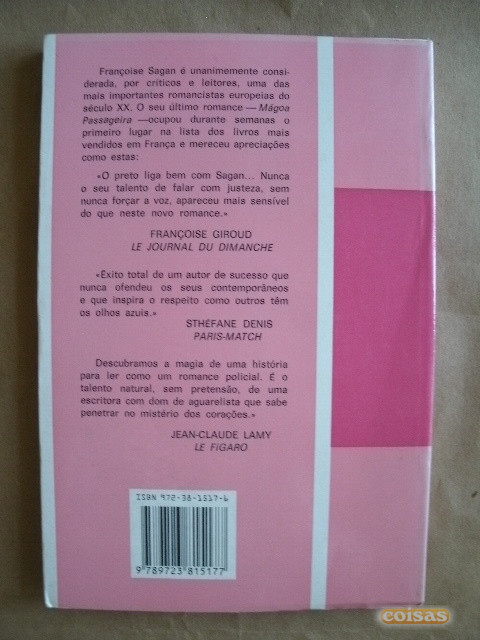 Françoise Sagan é unanimemente consi-
derada, por críticos e leitores, uma das
mais importantes romancistas europeias do
século XX. O seu último romance — Mágoa
Passageira —ocupou durante semanas o
primeiro lugar na lista dos livros mais
vendidos em França e mereceu apreciações
como estas:
«O preto liga bem com Sagan... Nunca
o seu talento de falar com justeza, sem
nunca forçar a voz, apareceu mais sensível
do que neste novo romance.»
FRANÇOISE GIROUD
LE JOURNAL DU DIMANCHE
«Êxito total de um autor de sucesso que
nunca ofendeu os seus contemporâneos
e que inspira o respeito como outros têm
os olhos azuis.»
STHEFANE DENIS
PARIS-MATCH
Descubramos a magia de uma história
para ler como um romance policial. É o
talento natural, sem pretensão, de uma
escritora com dom de aguarelista que sabe
penetrar no mistério dos corações.»
JEAN-CLAUDE LAMY
LE FíGARO
ISBN 972-38-1517-6
9 789723 815177
coisas